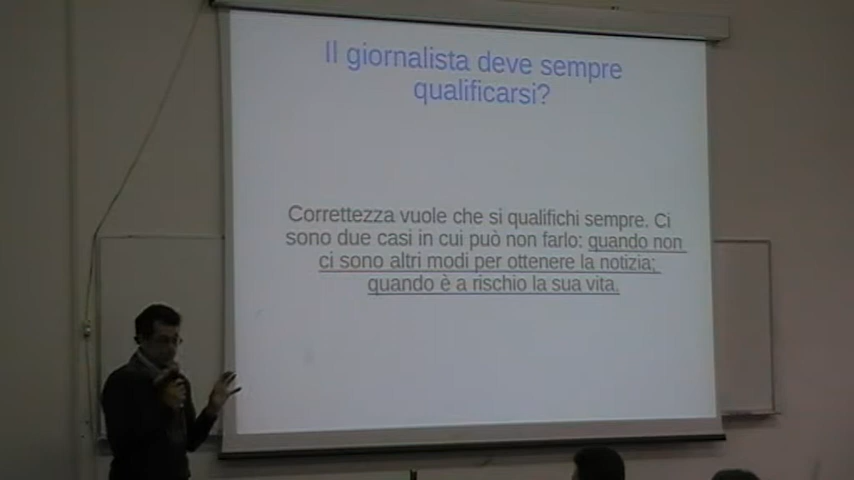 Il giornalista deve sempre
qualificarsi?
Correttezza vuole che si qualifichi sempre. Ci
sono due casi in cui può non farlo: quando non
ci sono altri modi per ottenere la notizia;
quando è a rischio la sua vita.